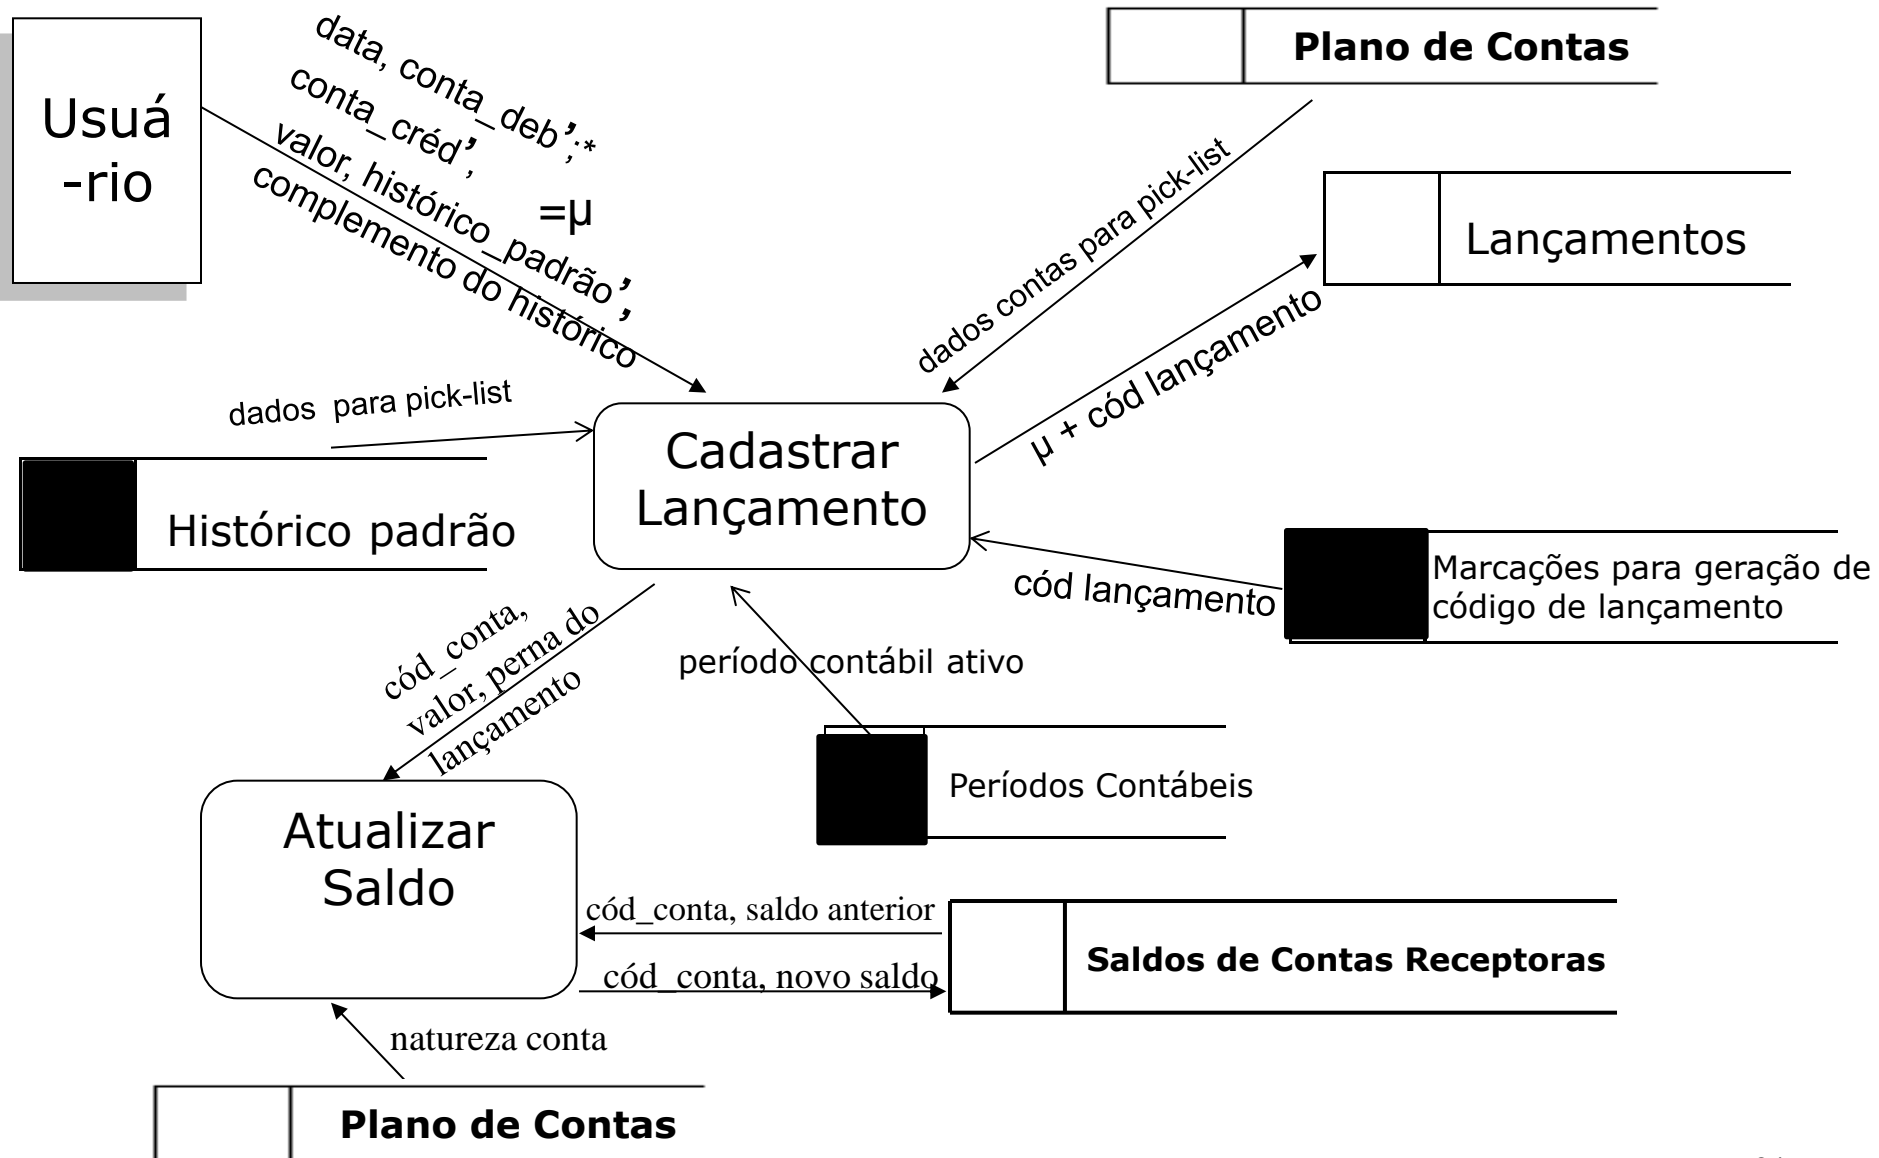 data, conta_deb’;*
conta_créd’,
valor, histórico_padrão’,
complemento do histórico
=µ
Usuá
-rio
Plano de Contas
dados contas para pick-list
Lançamentos
µ + cód lançamento
dados  para pick-list
Histórico padrão
Cadastrar
Lançamento
cód lançamento
Marcações para geração de
código de lançamento
cód_conta,
valor, perna do
lançamento
período contábil ativo
Períodos Contábeis
Atualizar
Saldo
cód_conta, saldo anterior
cód_conta, novo saldo
Saldos de Contas Receptoras
natureza conta
Plano de Contas